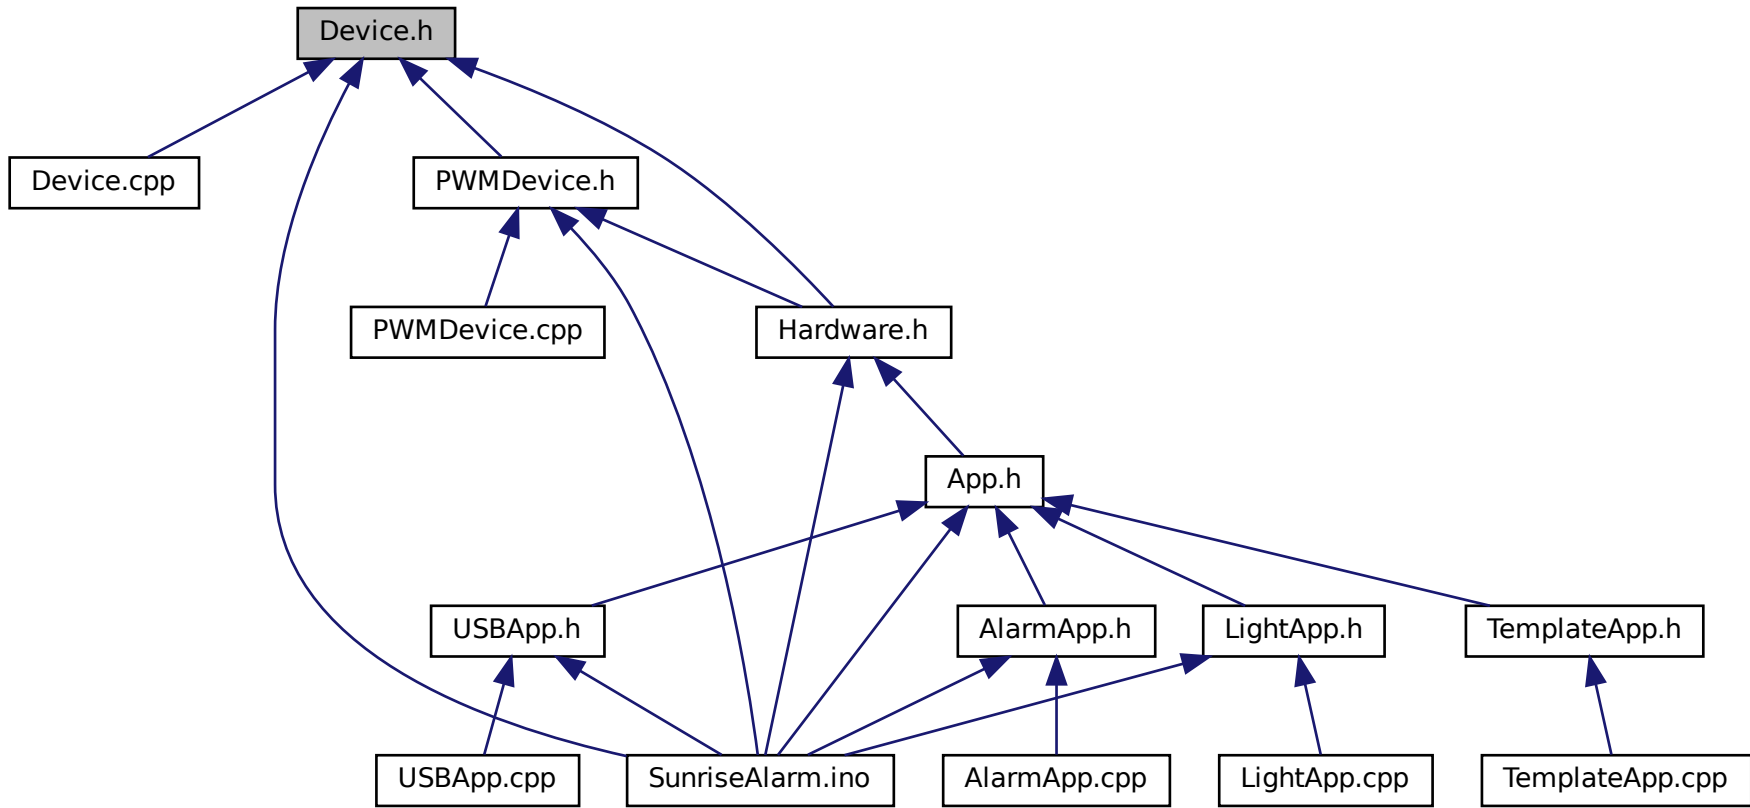 Device.h
Device.cpp
PWMDevice.h
PWMDevice.cpp
Hardware.h
App.h
USBApp.h
AlarmApp.h
LightApp.h
TemplateApp.h
USBApp.cpp
SunriseAlarm.ino
AlarmApp.cpp
LightApp.cpp
TemplateApp.cpp